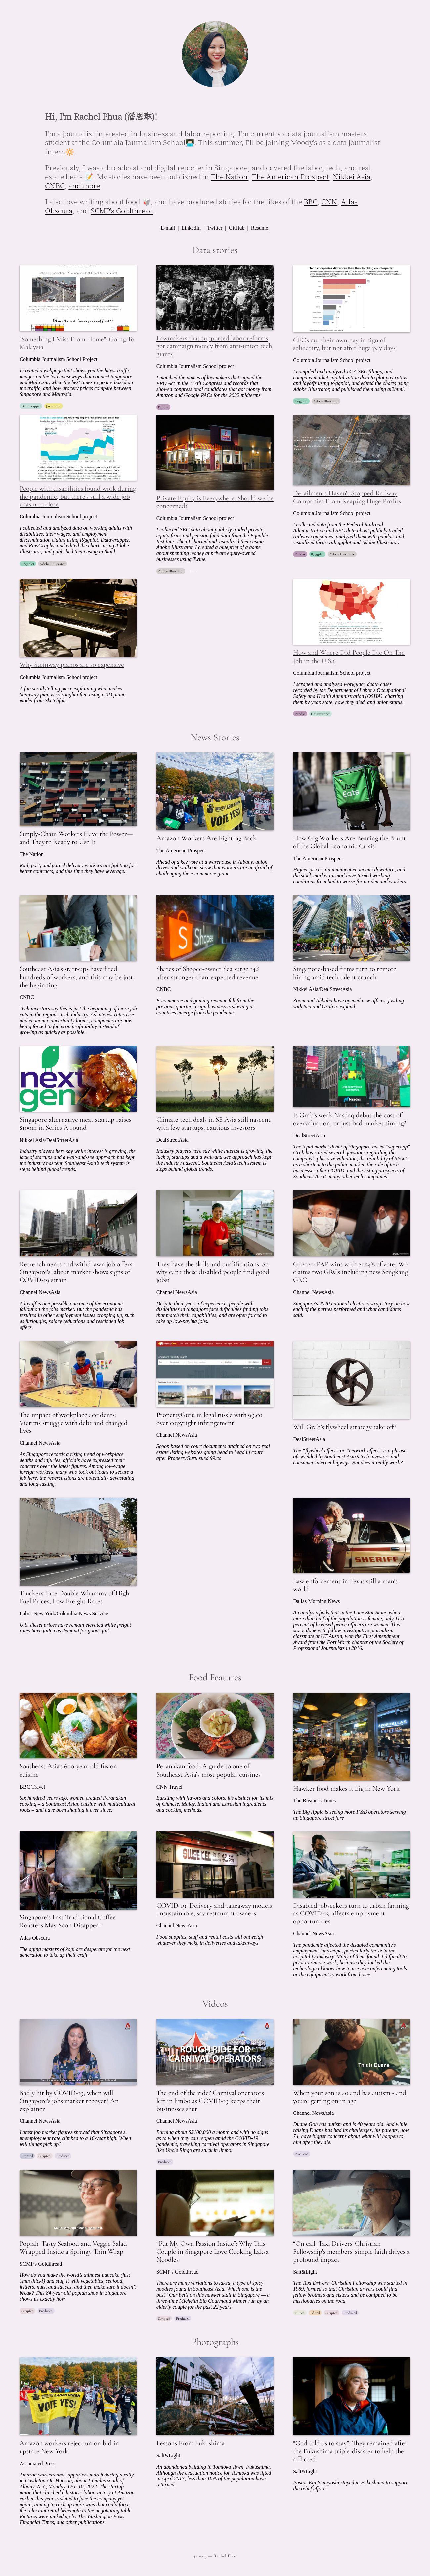 Hi, I'm Rachel Phua (潘恩琳)!
I'm a journalist interested in business and labor reporting. I'm currently a data journalism masters
student at the Columbia Journalism School👩🏻‍💻. This summer, I'll be joining Moody's as a data journalist
intern🔆.
Previously, I was a broadcast and digital reporter in Singapore, and covered the labor, tech, and real
estate beats 📝. My stories have been published in The Nation, The American Prospect, Nikkei Asia,
CNBC, and more.
I also love writing about food 🥡, and have produced stories for the likes of the BBC, CNN, Atlas
Obscura, and SCMP's Goldthread.
E-mail | LinkedIn | Twitter | GitHub | Resume
Data stories
"Something I Miss From Home": Going To
Malaysia
Columbia Journalism School Project
I created a webpage that shows you the latest traffic
images on the two causeways that connect Singapore
and Malaysia, when the best times to go are based on
the traffic, and how grocery prices compare between
Singapore and Malaysia.
Datawrapper Javascript
Lawmakers that supported labor reforms
got campaign money from anti-union tech
giants
Columbia Journalism School project
I matched the names of lawmakers that signed the
PRO Act in the 117th Congress and records that
showed congressional candidates that got money from
Amazon and Google PACs for the 2022 midterms.
Pandas
CEOs cut their own pay in sign of
solidarity, but not after huge pay days
Columbia Journalism School project
I compiled and analyzed 14-A SEC filings, and
company market capitalization data to find pay ratios
and layoffs using R/ggplot, and edited the charts using
Adobe Illustrator, and published them using ai2html.
R/ggplot Adobe Illustrator
People with disabilities found work during
the pandemic, but there's still a wide job
chasm to close
Columbia Journalism School project
I collected and analyzed data on working adults with
disabilities, their wages, and employment
discrimination claims using R/ggplot, Datawrapper,
and RawGraphs, and edited the charts using Adobe
Illustrator, and published them using ai2html.
R/ggplot Adobe Illustrator
Private Equity is Everywhere. Should we be
concerned?
Columbia Journalism School project
I collected SEC data about publicly traded private
equity firms and pension fund data from the Equable
Institution. Then I charted and visualized them using
Adobe Illustrator. I created a blueprint of a game
about spending money at private equity-owned
businesses using Twine.
Adobe Illustrator
Derailments Haven't Stopped Railway
Companies From Reaping Huge Profits
Columbia Journalism School project
I collected data from the Federal Railroad
Administration and SEC data about publicly traded
railway companies, analyzed them with pandas, and
visualized them with ggplot and Adobe Illustrator.
Pandas R/ggplot Adobe Illustrator
Why Steinway pianos are so expensive
Columbia Journalism School project
A fun scrollytelling piece explaining what makes
Steinway pianos so sought after, using a 3D piano
model from Sketchfab.
How and Where Did People Die On The
Job in the U.S.?
Columbia Journalism School project
I scraped and analyzed workplace death cases
recorded by the Department of Labor's Occupational
Safety and Health Administration (OSHA), charting
them by year, state, how they died, and union status.
Pandas Datawrapper
News Stories
Supply-Chain Workers Have the Power—
and They're Ready to Use It
The Nation
Rail, port, and parcel delivery workers are fighting for
better contracts, and this time they have leverage.
Amazon Workers Are Fighting Back
The American Prospect
Ahead of a key vote at a warehouse in Albany, union
drives and walkouts show that workers are unafraid of
challenging the e-commerce giant.
How Gig Workers Are Bearing the Brunt
of the Global Economic Crisis
The American Prospect
Higher prices, an imminent economic downturn, and
the stock market turmoil have turned working
conditions from bad to worse for on-demand workers.
Southeast Asia's start-ups have fired
hundreds of workers, and this may be just
the beginning
CNBC
Tech investors say this is just the beginning of more job
cuts in the region's tech industry. As interest rates rise
and economic uncertainty looms, companies are now
being forced to focus on profitability instead of
growing as quickly as possible.
Shares of Shopee-owner Sea surge 14%
after stronger-than-expected revenue
CNBC
E-commerce and gaming revenue fell from the
previous quarter, a sign business is slowing as
countries emerge from the pandemic.
Singapore-based firms turn to remote
hiring amid tech talent crunch
Nikkei Asia/DealStreetAsia
Zoom and Alibaba have opened new offices, jostling
with Sea and Grab to expand.
Singapore alternative meat startup raises
$100m in Series A round
Nikkei Asia/DealStreetAsia
Industry players here say while interest is growing, the
lack of startups and a wait-and-see approach has kept
the industry nascent. Southeast Asia's tech system is
steps behind global trends.
Climate tech deals in SE Asia still nascent
with few startups, cautious investors
DealStreetAsia
Industry players here say while interest is growing, the
lack of startups and a wait-and-see approach has kept
the industry nascent. Southeast Asia's tech system is
steps behind global trends.
Is Grab's weak Nasdaq debut the cost of
overvaluation, or just bad market timing?
DealStreetAsia
The tepid market debut of Singapore-based "superapp"
Grab has raised several questions regarding the
company's plus-size valuation, the reliability of SPACs
as a shortcut to the public market, the role of tech
businesses after COVID, and the listing prospects of
Southeast Asia's many other tech companies.
Retrenchments and withdrawn job offers:
Singapore's labour market shows signs of
COVID-19 strain
Channel NewsAsia
A layoff is one possible outcome of the economic
fallout on the job market. But the pandemic has
resulted in other employment issues cropping up, such
as furloughs, salary reductions and rescinded job
offers.
They have the skills and qualifications. So
why can't these disabled people find good
jobs?
Channel NewsAsia
Despite their years of experience, people with
disabilities in Singapore face difficulties finding jobs
that match their capabilities, and are often forced to
take up low-paying jobs.
GE2020: PAP wins with 61.24% of vote; WP
claims two GRCs including new Sengkang
GRC
Channel NewsAsia
Singapore's 2020 national elections wrap story on how
each of the parties performed and what candidates
said.
The impact of workplace accidents:
Victims struggle with debt and changed
lives
Channel NewsAsia
As Singapore records a rising trend of workplace
deaths and injuries, officials have expressed their
concerns over the latest figures. Among low-wage
foreign workers, many who took out loans to secure a
job here, the repercussions are potentially devastating
and long-lasting.
PropertyGuru in legal tussle with 99.co
over copyright infringement
Channel NewsAsia
Scoop based on court documents attained on two real
estate listing websites going head to head in court
after PropertyGuru sued 99.co.
Will Grab's flywheel strategy take off?
DealStreetAsia
The "flywheel effect" or "network effect" is a phrase
oft-wielded by Southeast Asia's tech investors and
consumer internet bigwigs. But does it really work?
Truckers Face Double Whammy of High
Fuel Prices, Low Freight Rates
Labor New York/Columbia News Service
U.S. diesel prices have remain elevated while freight
rates have fallen as demand for goods fall.
Law enforcement in Texas still a man's
world
Dallas Morning News
An analysis finds that in the Lone Star State, where
more than half of the population is female, only 11.5
percent of licensed peace officers are women. This
story, done with fellow investigative journalism
classmate at UT Austin, won the First Amendment
Award from the Fort Worth chapter of the Society of
Professional Journalists in 2016.
Food Features
Southeast Asia's 600-year-old fusion
cuisine
BBC Travel
Six hundred years ago, women created Peranakan
cooking – a Southeast Asian cuisine with multicultural
roots – and have been shaping it ever since.
Peranakan food: A guide to one of
Southeast Asia's most popular cuisines
CNN Travel
Bursting with flavors and colors, it's distinct for its mix
of Chinese, Malay, Indian and Eurasian ingredients
and cooking methods.
Hawker food makes it big in New York
The Business Times
The Big Apple is seeing more F&B operators serving
up Singapore street fare
Singapore's Last Traditional Coffee
Roasters May Soon Disappear
Atlas Obscura
The aging masters of kopi are desperate for the next
generation to take up their craft.
COVID-19: Delivery and takeaway models
unsustainable, say restaurant owners
Channel NewsAsia
Food supplies, staff and rental costs will outweigh
whatever they make in deliveries and takeaways.
Disabled jobseekers turn to urban farming
as COVID-19 affects employment
opportunities
Channel NewsAsia
The pandemic affected the disabled community's
employment landscape, particularly those in the
hospitality industry. Many of them found it difficult to
pivot to remote work, because they lacked the
technological know-how to use teleconferencing tools
or the equipment to work from home.
Videos
Badly hit by COVID-19, when will
Singapore's jobs market recover? An
explainer
Channel NewsAsia
Latest job market figures showed that Singapore's
unemployment rate climbed to a 16-year high. When
will things pick up?
Scripted Produced
ROUGH RIDE FOR
CARNIVAL OPERATORS
The end of the ride? Carnival operators
left in limbo as COVID-19 keeps their
businesses shut
Channel NewsAsia
Burning about S$100,000 a month and with no signs
as to when they can reopen amid the COVID-19
pandemic, travelling carnival operators in Singapore
like Uncle Ringo are stuck in limbo.
Produced
This is Duane
When your son is 40 and has autism - and
you're getting on in age
Channel NewsAsia
Duane Goh has autism and is 40 years old. And while
raising Duane has had its challenges, his parents, now
74, have bigger concerns about what will happen to
him after they die.
Produced
Popiah: Tasty Seafood and Veggie Salad
Wrapped Inside a Springy Thin Wrap
SCMP's Goldthread
How do you make the world's thinnest pancake (just
1mm thick!) and stuff it with vegetables, seafood,
fritters, nuts, and sauces, and then make sure it doesn't
break? This 84-year-old popiah shop in Singapore
shows us exactly how.
Scripted Produced
"Put My Own Passion Inside": Why This
Couple in Singapore Love Cooking Laksa
Noodles
SCMP's Goldthread
There are many variations to laksa, a type of spicy
noodles found in Southeast Asia. Which one is the
best? Our bet's on this hawker stall in Singapore — a
three-time Michelin Bib Gourmand winner run by an
elderly couple for the past 22 years.
Scripted Produced
"On call: Taxi Drivers' Christian
Fellowship's members' simple faith drives a
profound impact
Salt&Light
The Taxi Drivers' Christian Fellowship was started in
1989, formed so that Christian drivers could find
fellow brothers and sisters and be equipped to be
missionaries on the road.
Filmed Edited Scripted Produced
Photographs
Amazon workers reject union bid in
upstate New York
Associated Press
Amazon workers and supporters march during a rally
in Castleton-On-Hudson, about 15 miles south of
Albany, N.Y., Monday, Oct. 10, 2022. The startup
union that clinched a historic labor victory at Amazon
earlier this year is slated to face the company yet
again, aiming to rack up more wins that could force
the reluctant retail behemoth to the negotiating table.
Pictures were picked up by The Washington Post,
Financial Times, and other publications.
Lessons From Fukushima
Salt&Light
An abandoned building in Tomioka Town, Fukushima.
Although the evacuation notice for Tomioka was lifted
in April 2017, less than 10% of the population have
returned.
"God told us to stay": They remained after
the Fukushima triple-disaster to help the
afflicted
Salt&Light
Pastor Eiji Sumiyoshi stayed in Fukushima to support
the relief efforts.
© 2023 — Rachel Phua